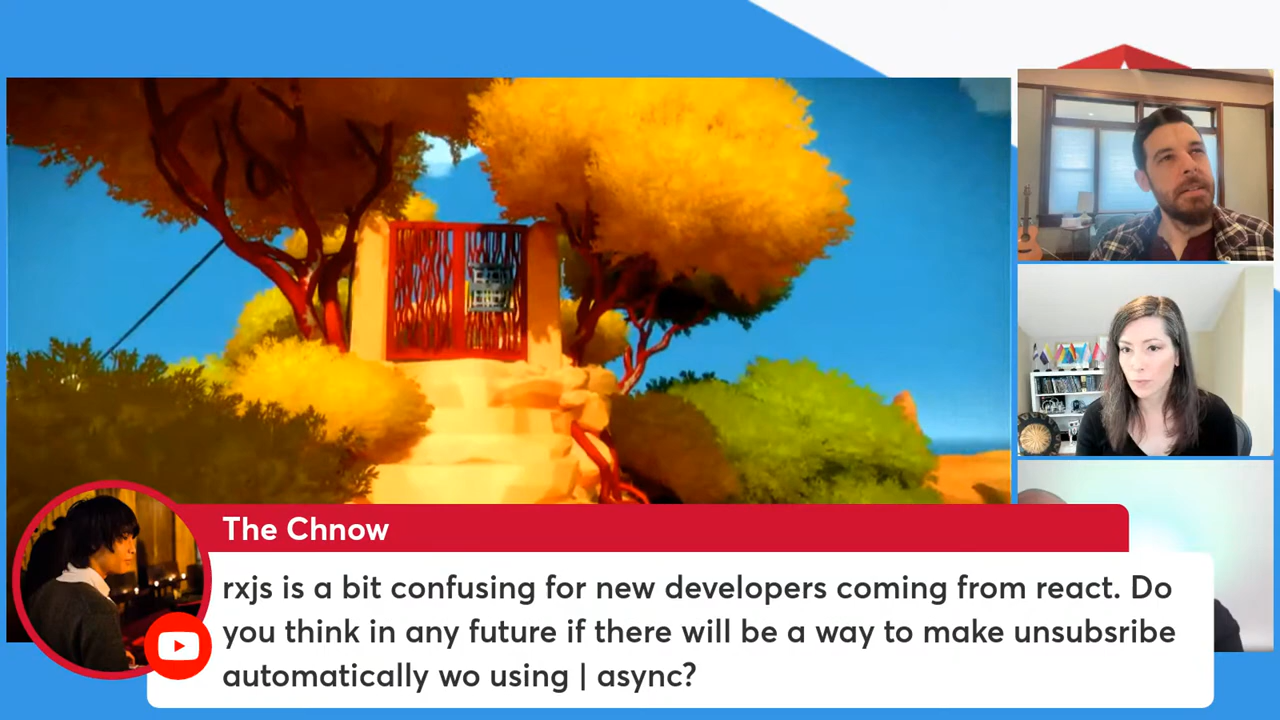 The Chnow
rxjs is a bit confusing for new developers coming from react. Do
you think in any future if there will be a way to make unsubsribe
automatically wo using | async?